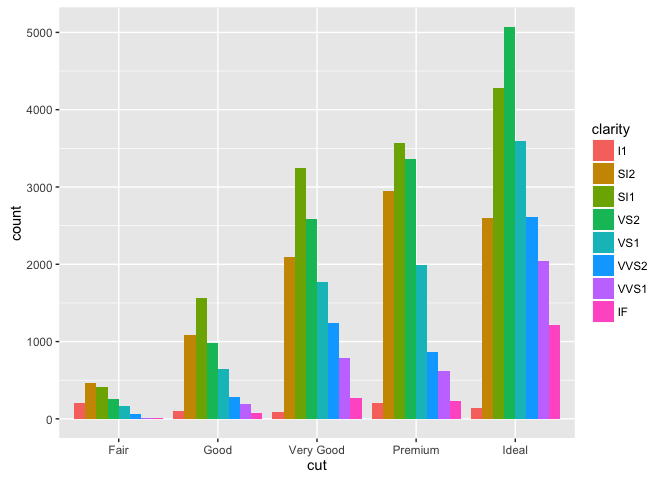 5000
4000
3000
2000
1000
0
count
Fair Good Very Good Premium Ideal
cut
clarity
I1
SI2
SI1
VS2
VS1
VVS2
VVS1
IF